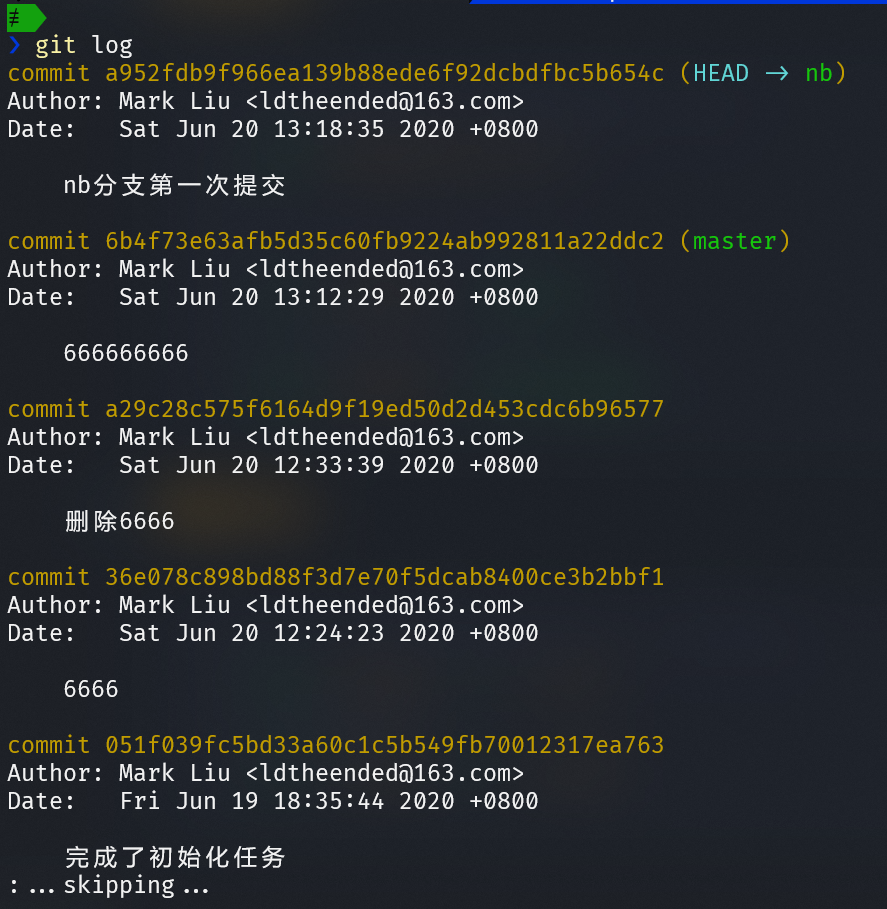 ≢
❯ git log
commit a952fdb9f966ea139b88ede6f92dcbdfbc5b654c (HEAD -> nb)
Author: Mark Liu <ldtheended@163.com>
Date:   Sat Jun 20 13:18:35 2020 +0800
nb分支第一次提交
commit 6b4f73e63afb5d35c60fb9224ab992811a22ddc2 (master)
Author: Mark Liu <ldtheended@163.com>
Date:   Sat Jun 20 13:12:29 2020 +0800
666666666
commit a29c28c575f6164d9f19ed50d2d453cdc6b96577
Author: Mark Liu <ldtheended@163.com>
Date:   Sat Jun 20 12:33:39 2020 +0800
删除6666
commit 36e078c898bd88f3d7e70f5dcab8400ce3b2bbf1
Author: Mark Liu <ldtheended@163.com>
Date:   Sat Jun 20 12:24:23 2020 +0800
6666
commit 051f039fc5bd33a60c1c5b549fb70012317ea763
Author: Mark Liu <ldtheended@163.com>
Date:   Fri Jun 19 18:35:44 2020 +0800
完成了初始化任务
:...skipping...